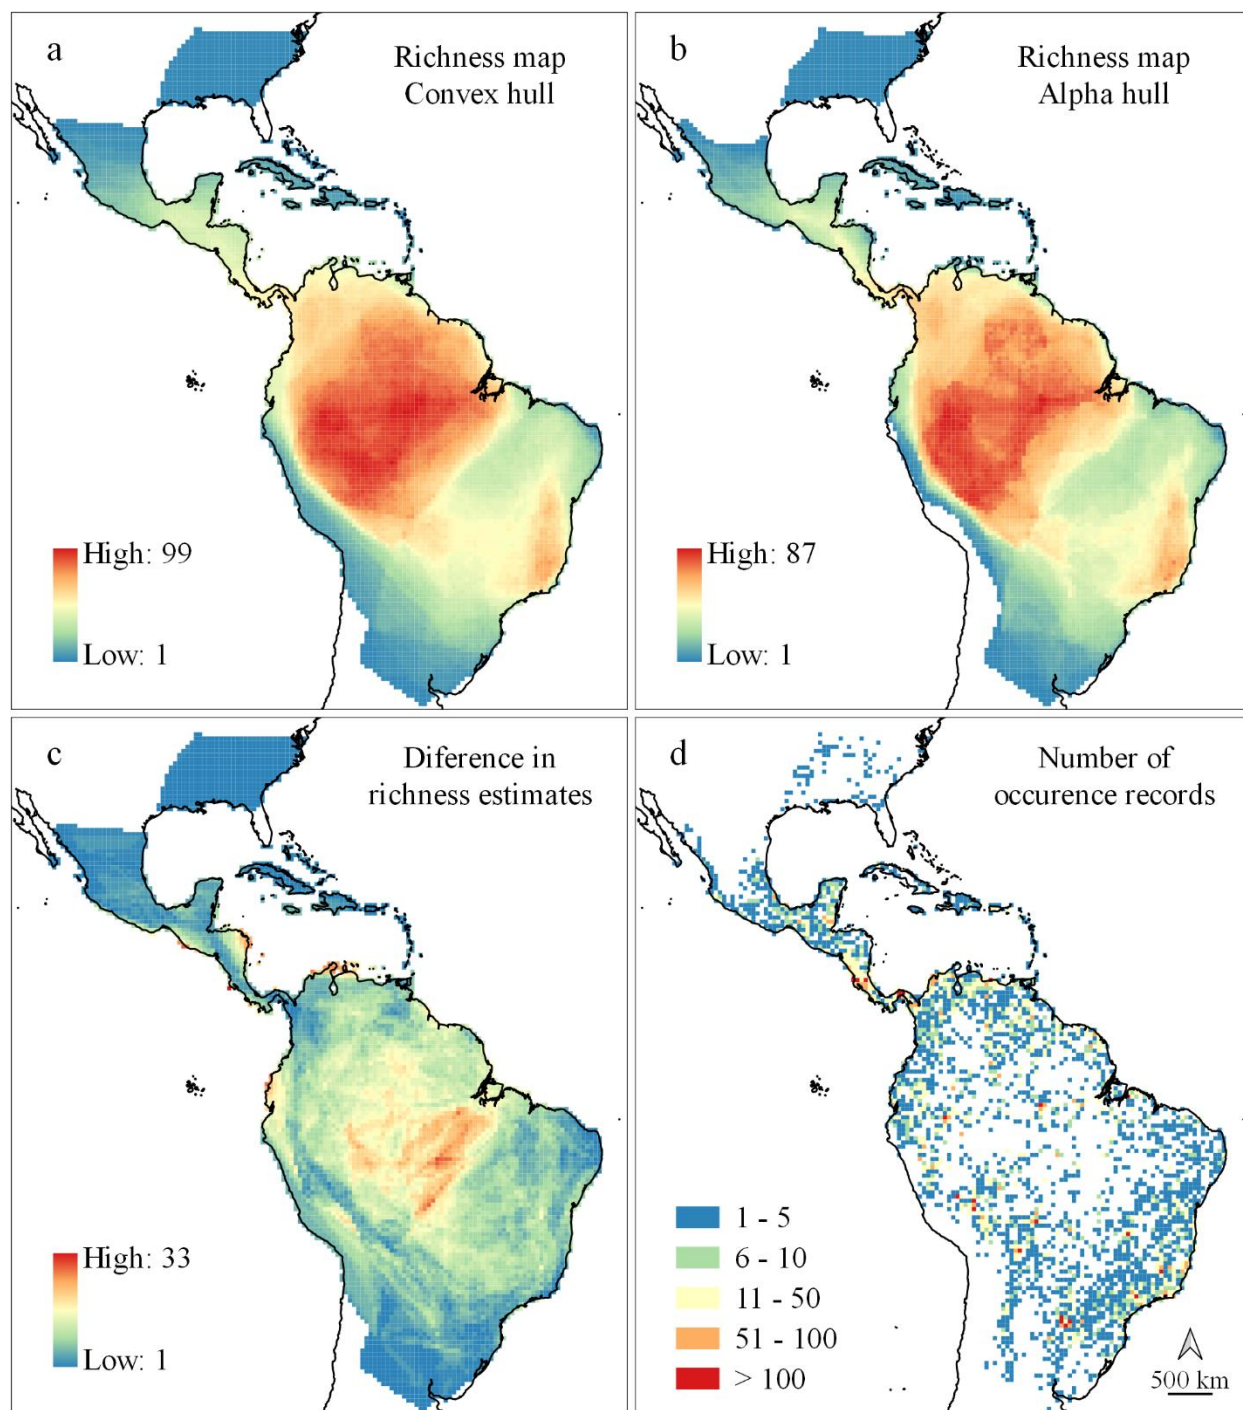 a
Richness map
Convex hull
High: 99
Low: 1
b
Richness map
Alpha hull
High: 87
Low: 1
c
Diference in
richness estimates
High: 33
Low: 1
d
Number of
occurence records
1 - 5
6 - 10
11 - 50
51 - 100
> 100
500 km